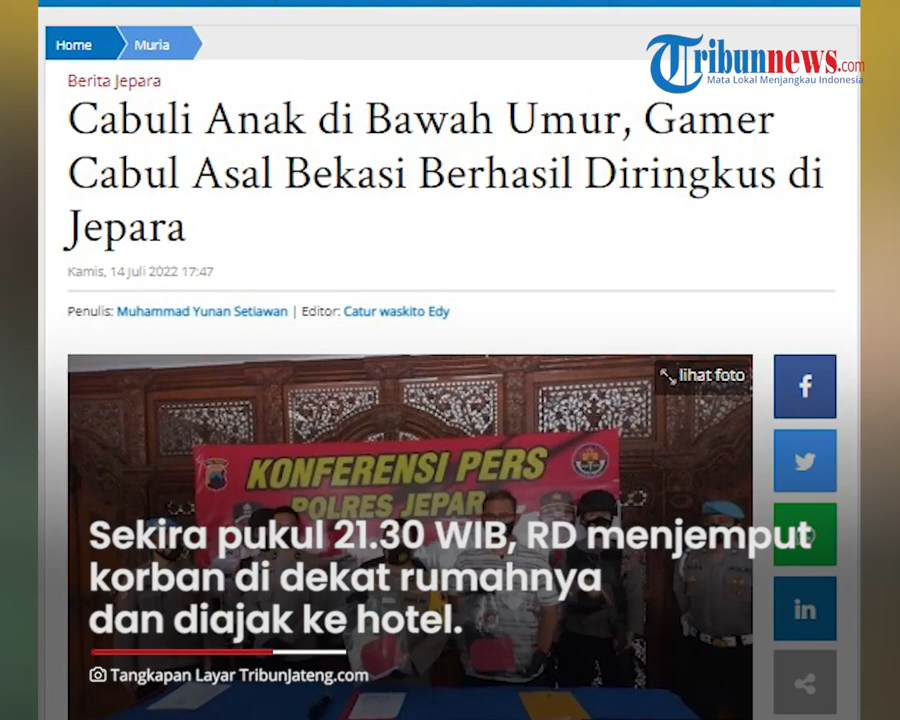 Home
Muria
Tribunnews.com
Mata Lokal Menjangkau Indonesia
Berita Jepara
Cabuli Anak di Bawah Umur, Gamer
Cabul Asal Bekasi Berhasil Diringkus di
Jepara
Kamis, 14 Juli 2022 17:47
Penulis: Muhammad Yunan Setiawan | Editor: Catur waskito Edy
lihat foto
KONFERENSI PERS
POLRES JEPAR
Sekira pukul 21.30 WIB, RD menjemput
korban di dekat rumahnya
dan diajak ke hotel.
Tangkapan Layar TribunJateng.com